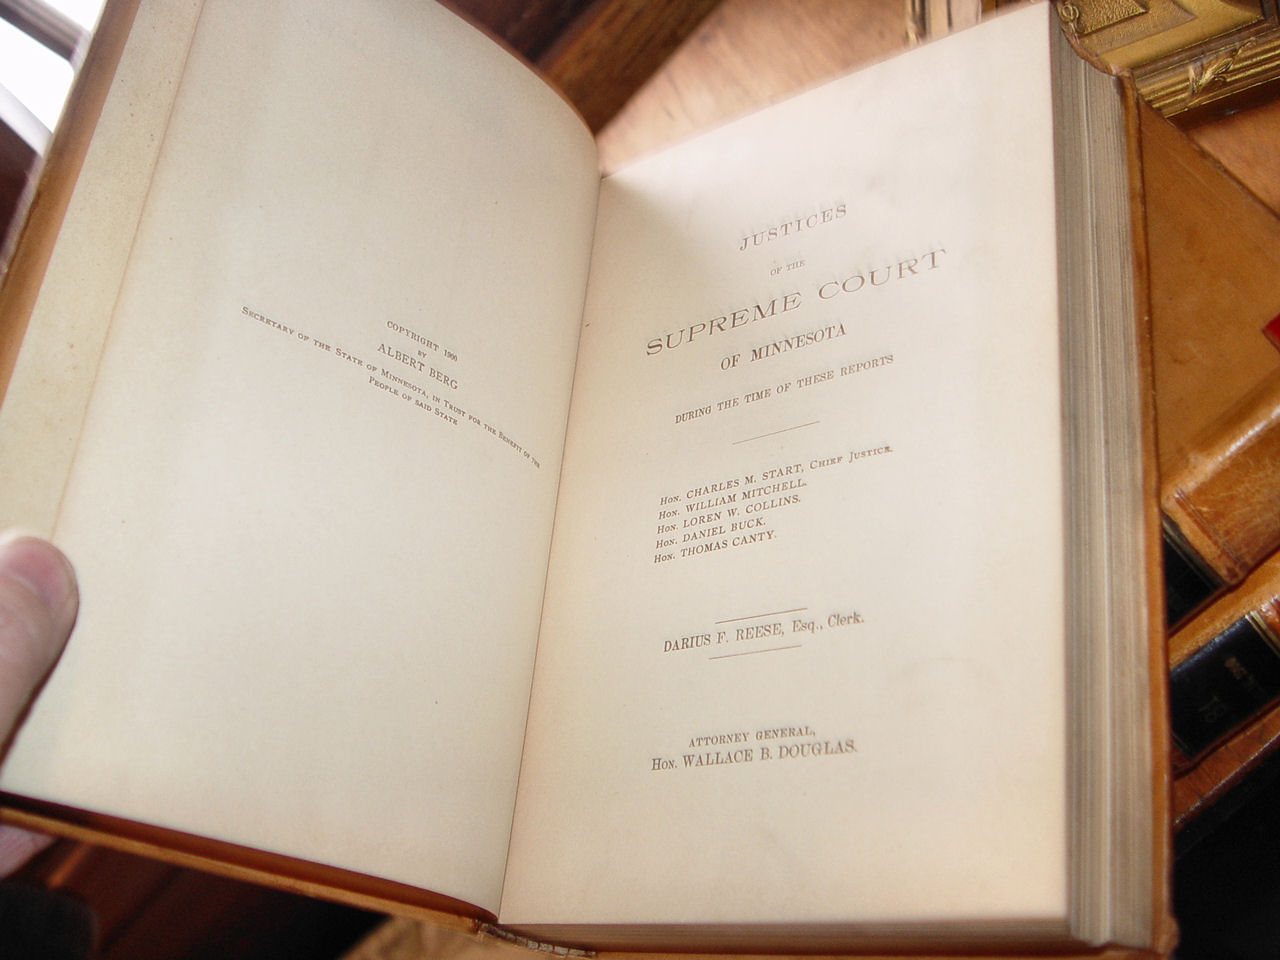 COPYRIGHT 1900
BY
ALBERT BERG
SECRETARY OF THE STATE OF MINNESOTA, IN TRUST FOR THE BENEFIT OF THE
PEOPLE OF SAID STATE
JUSTICES
OF THE
SUPREME COURT
OF MINNESOTA
DURING THE TIME OF THESE REPORTS
HON. CHARLES M. START, CHIEF JUSTICE.
HON. WILLIAM MITCHELL.
HON. LOREN W. COLLINS.
HON. DANIEL BUCK.
HON. THOMAS CANTY.
DARIUS F. REESE, Esq., Clerk.
ATTORNEY GENERAL,
HON. WALLACE B. DOUGLAS.